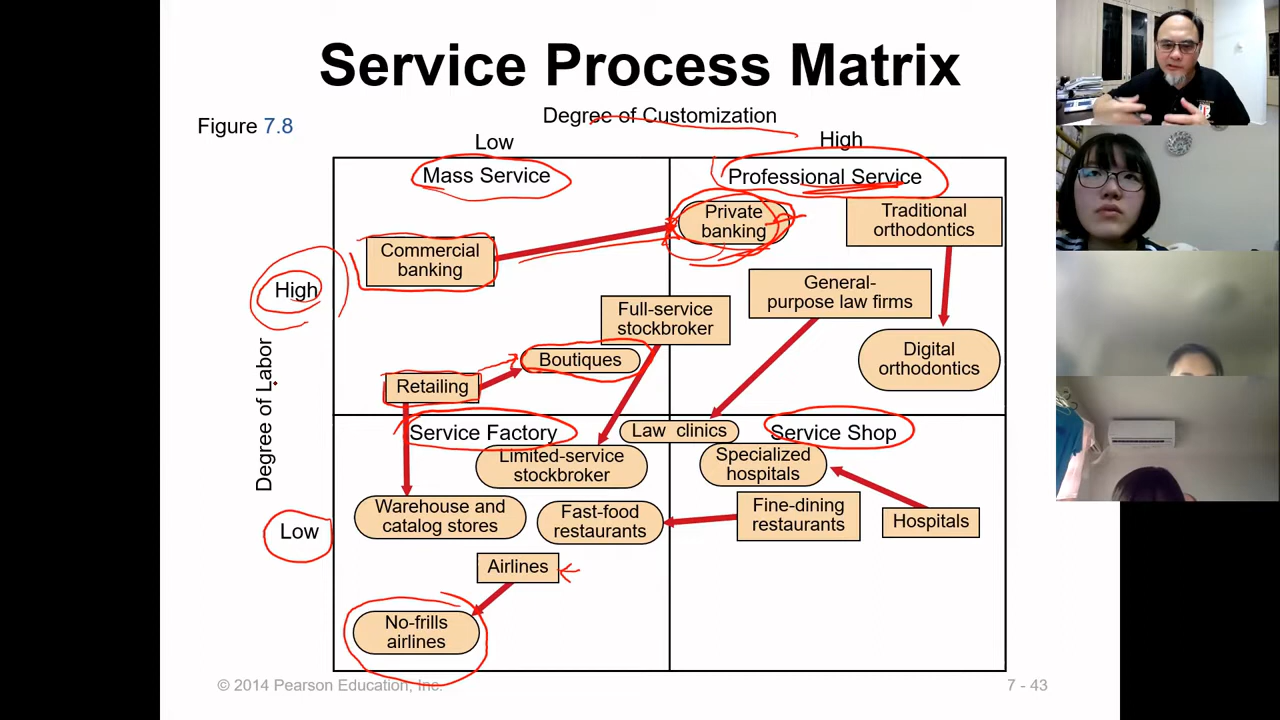 Service Process Matrix
Figure 7.8
Degree of Customization
Low
High
Mass Service
Professional Service
Private
banking
Traditional
orthodontics
Commercial
banking
High
General-
purpose law firms
Full-service
stockbroker
Boutiques
Digital
orthodontics
Retailing
Degree of Labor
Service Factory
Law clinics
Service Shop
Limited-service
stockbroker
Specialized
hospitals
Warehouse and
catalog stores
Fast-food
restaurants
Fine-dining
restaurants
Hospitals
Low
Airlines
No-frills
airlines
© 2014 Pearson Education, Inc.
7 - 43